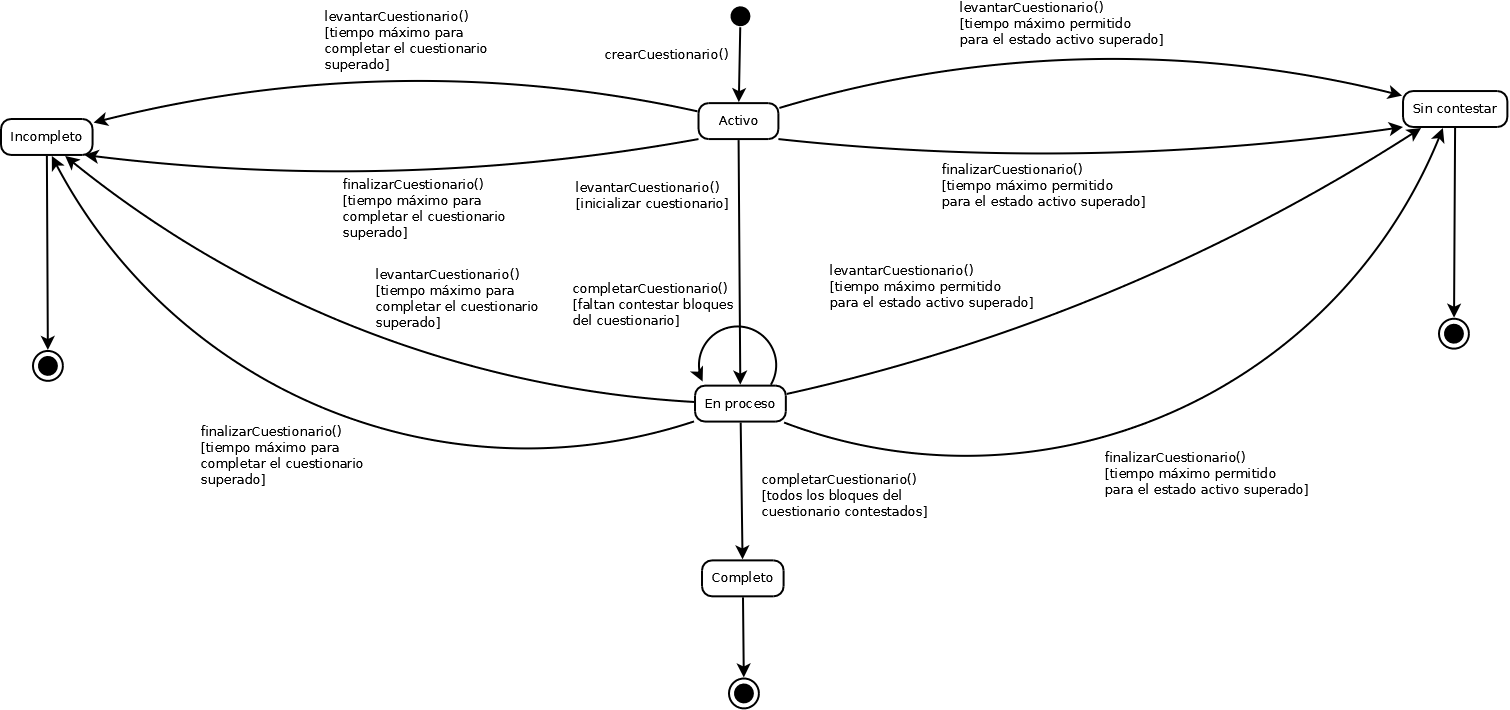 levantarCuestionario()
[tiempo máximo para
completar el cuestionario
superado]
crearCuestionario()
levantarCuestionario()
[tiempo máximo permitido
para el estado activo superado]
Incompleto
Activo
Sin contestar
finalizarCuestionario()
[tiempo máximo para
completar el cuestionario
superado]
levantarCuestionario()
[inicializar cuestionario]
finalizarCuestionario()
[tiempo máximo permitido
para el estado activo superado]
levantarCuestionario()
[tiempo máximo para
completar el cuestionario
superado]
completarCuestionario()
[faltan contestar bloques
del cuestionario]
levantarCuestionario()
[tiempo máximo permitido
para el estado activo superado]
En proceso
finalizarCuestionario()
[tiempo máximo para
completar el cuestionario
superado]
completarCuestionario()
[todos los bloques del
cuestionario contestados]
finalizarCuestionario()
[tiempo máximo permitido
para el estado activo superado]
Completo